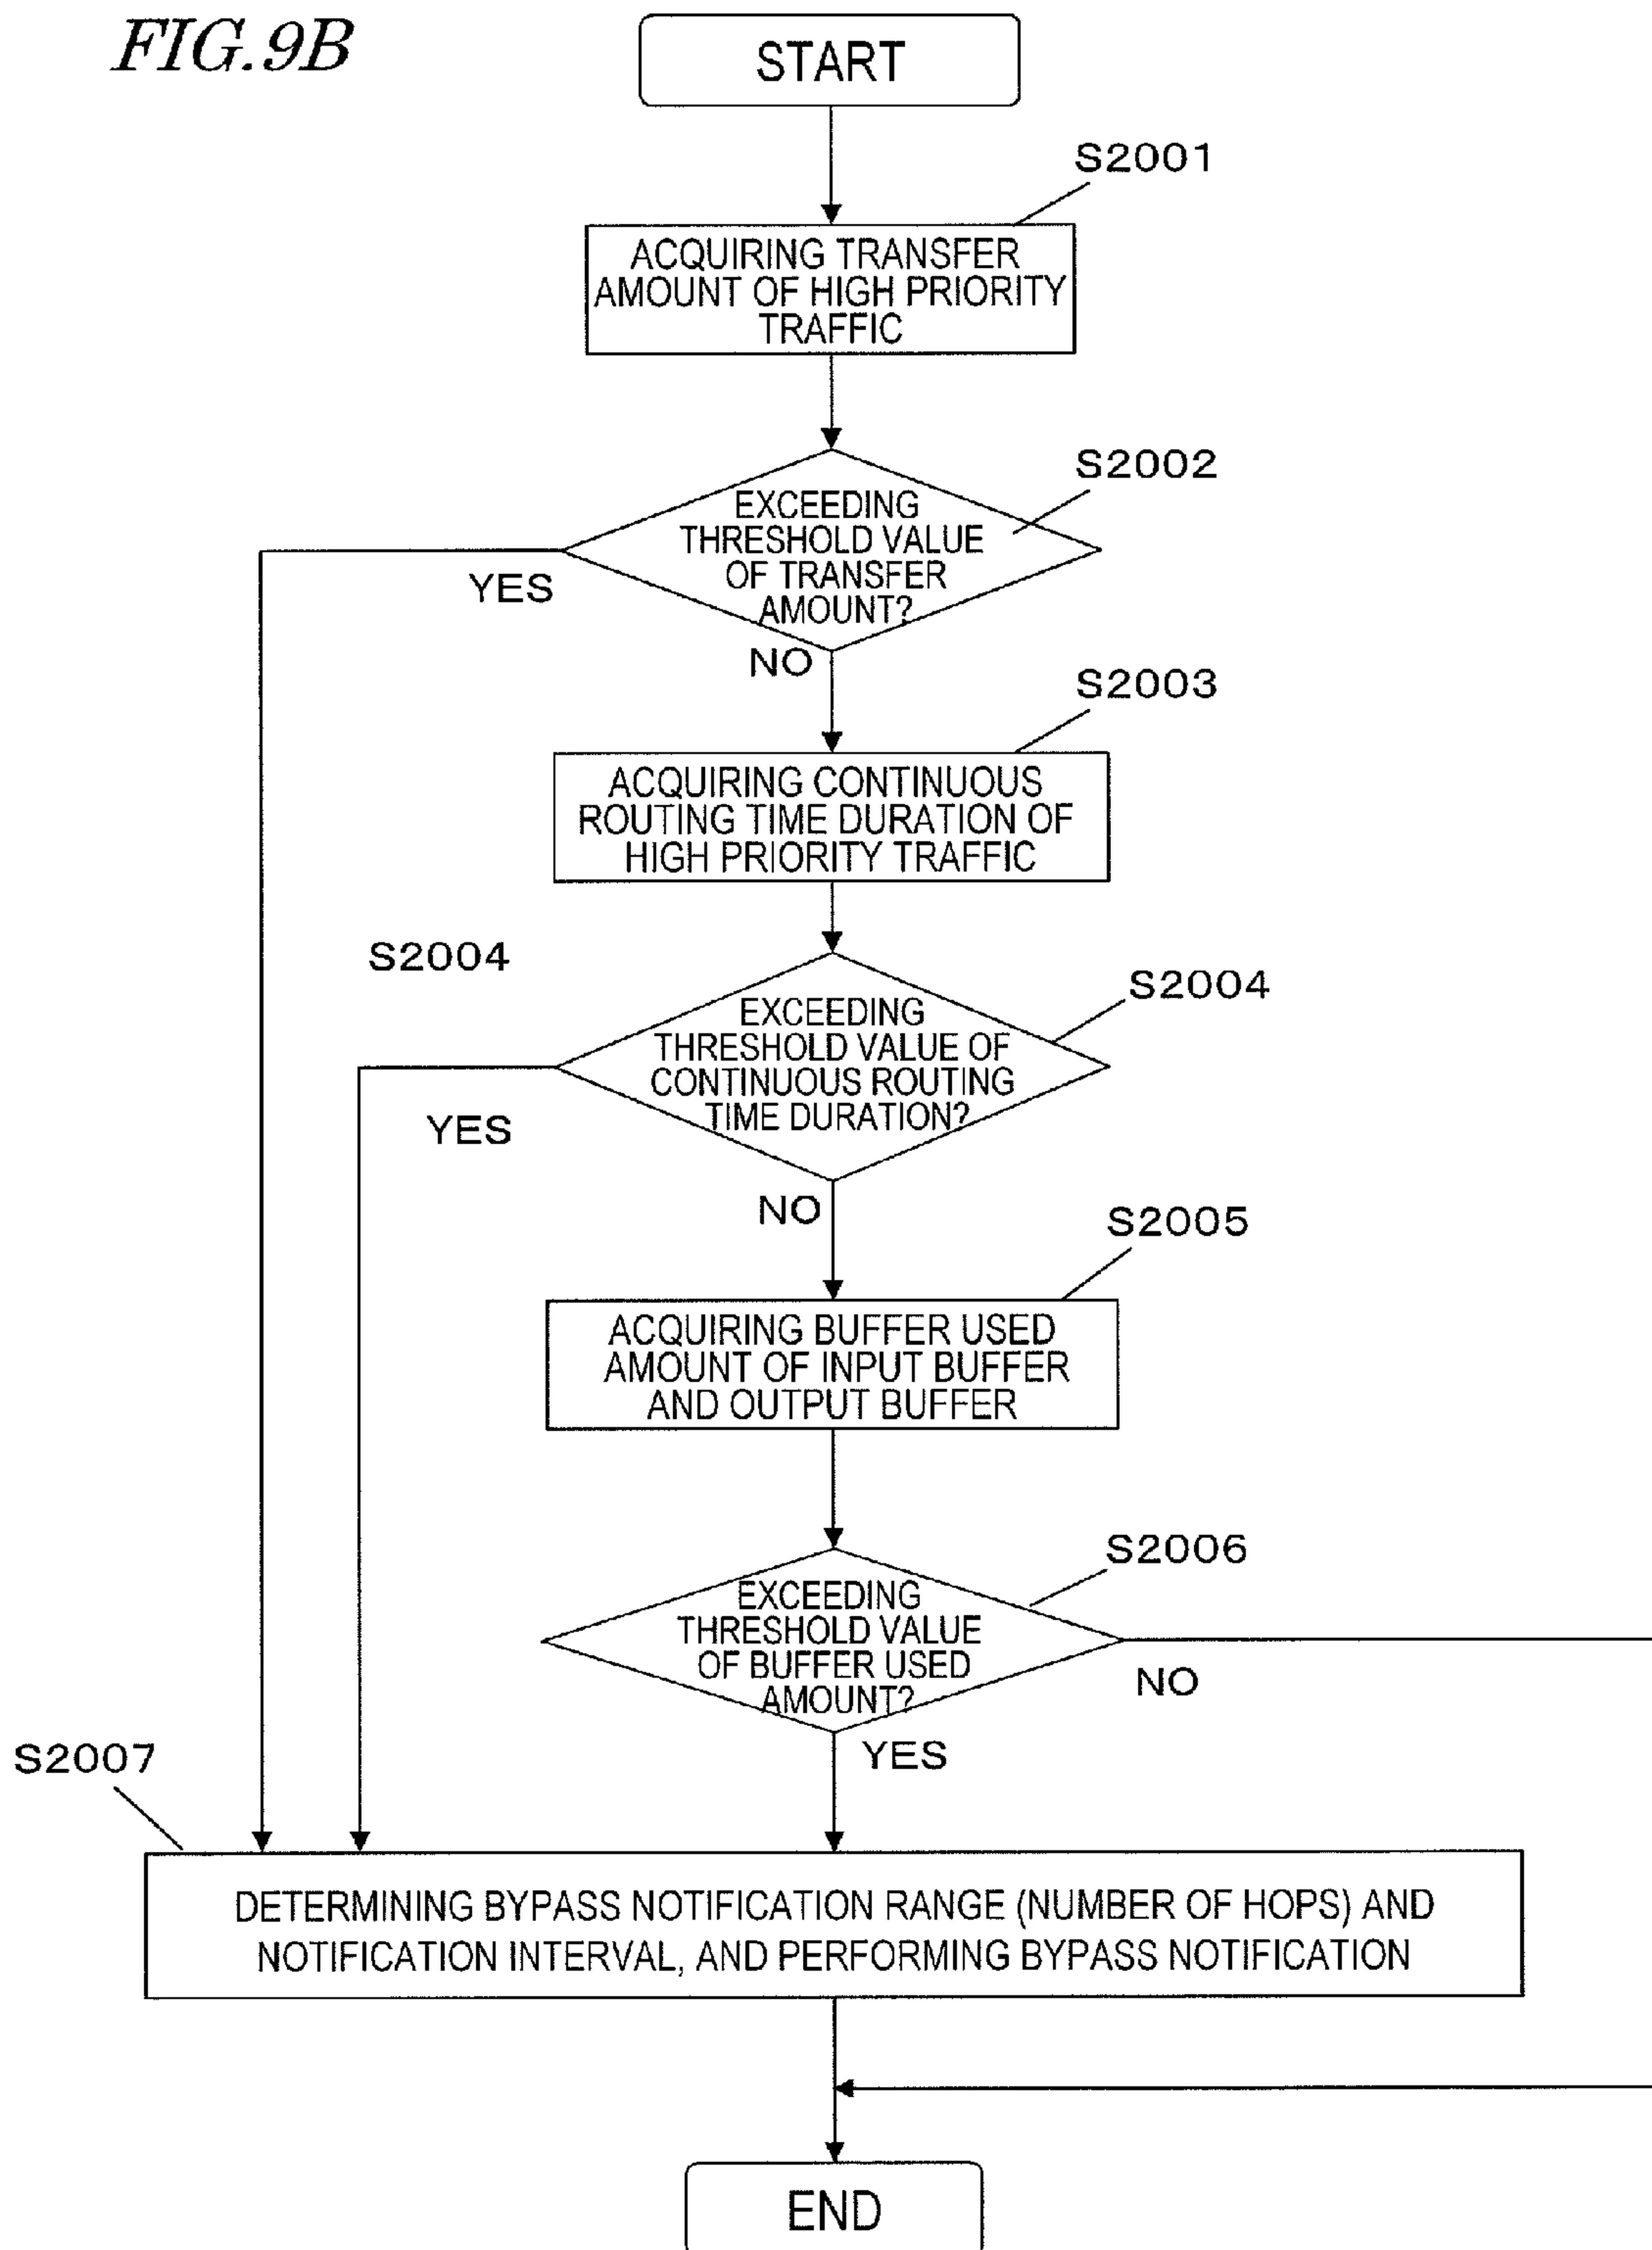 FIG.9B
START
S2001
ACQUIRING TRANSFER
AMOUNT OF HIGH PRIORITY
TRAFFIC
S2002
EXCEEDING
THRESHOLD VALUE
OF TRANSFER
AMOUNT?
YES
NO
S2003
ACQUIRING CONTINUOUS
ROUTING TIME DURATION OF
HIGH PRIORITY TRAFFIC
S2004
S2004
EXCEEDING
THRESHOLD VALUE OF
CONTINUOUS ROUTING
TIME DURATION?
YES
NO
S2005
ACQUIRING BUFFER USED
AMOUNT OF INPUT BUFFER
AND OUTPUT BUFFER
S2006
EXCEEDING
THRESHOLD VALUE
OF BUFFER USED
AMOUNT?
NO
YES
S2007
DETERMINING BYPASS NOTIFICATION RANGE (NUMBER OF HOPS) AND
NOTIFICATION INTERVAL, AND PERFORMING BYPASS NOTIFICATION
END